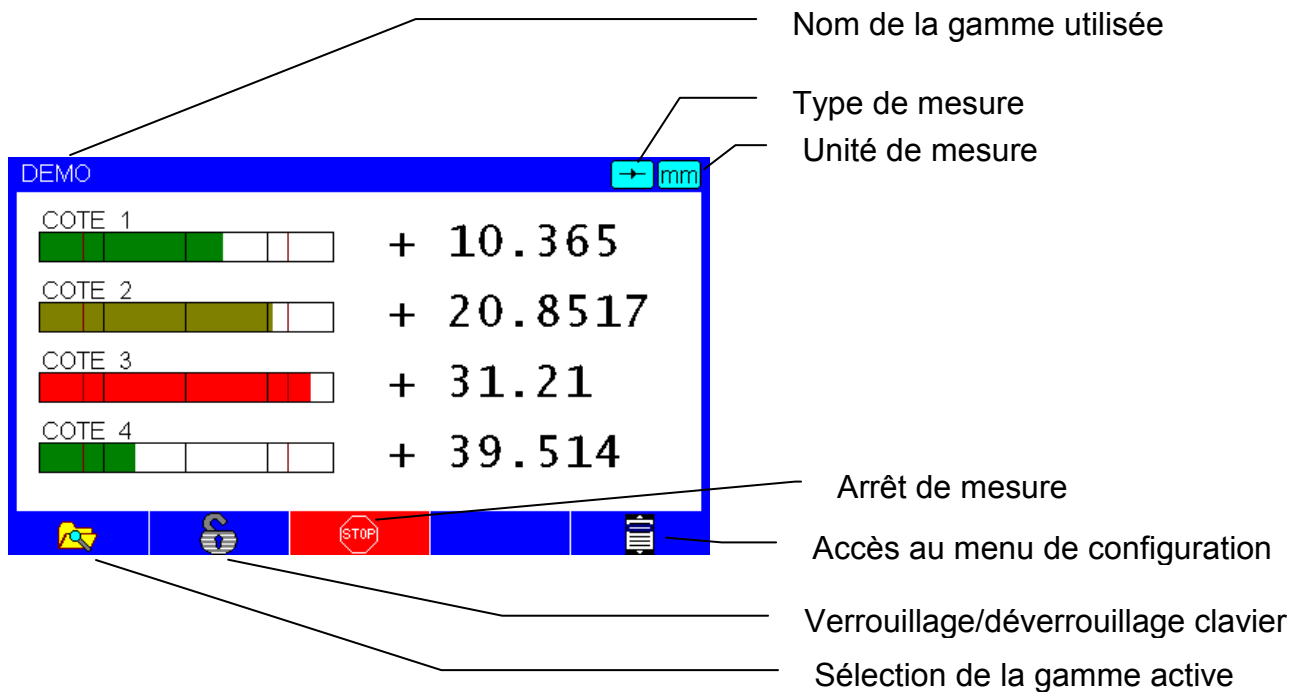 Nom de la gamme utilisée
Type de mesure
Unité de mesure
DEMO
mm
COTE 1
+ 10.365
COTE 2
+ 20.8517
COTE 3
+ 31.21
COTE 4
+ 39.514
STOP
Arrêt de mesure
Accès au menu de configuration
Verrouillage/déverrouillage clavier
Sélection de la gamme active